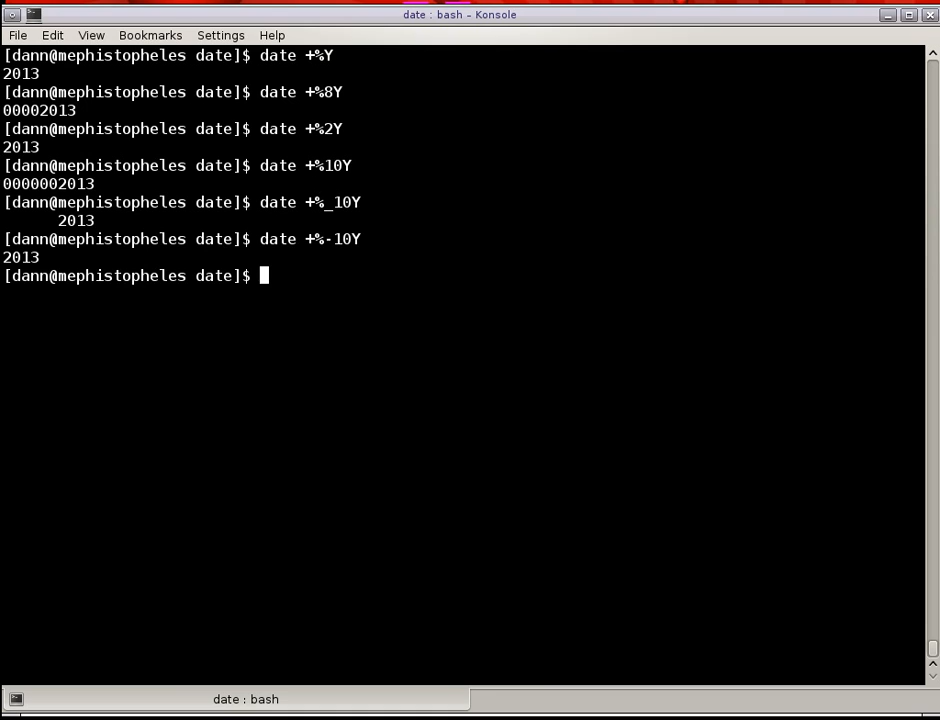 date : bash – Konsole
File Edit View Bookmarks Settings Help
[dann@mephistopheles date]$ date +%Y
2013
[dann@mephistopheles date]$ date +%8Y
00002013
[dann@mephistopheles date]$ date +%2Y
2013
[dann@mephistopheles date]$ date +%10Y
0000002013
[dann@mephistopheles date]$ date +%_10Y
      2013
[dann@mephistopheles date]$ date +%-10Y
2013
[dann@mephistopheles date]$
date : bash